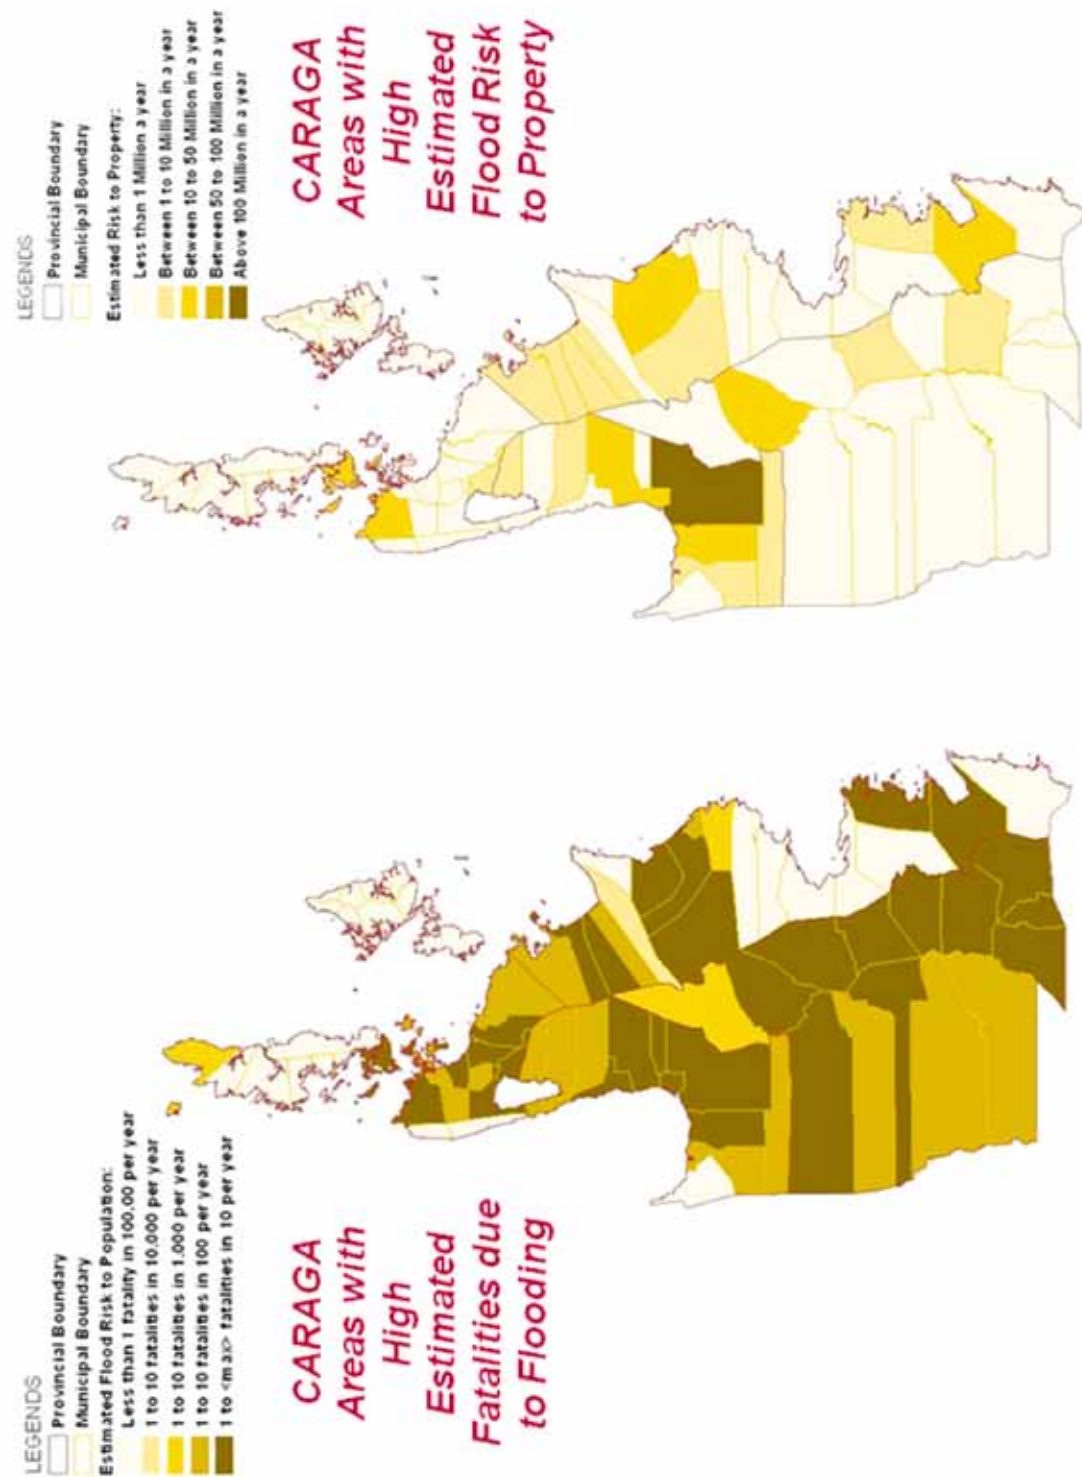 LEGENDS
Provincial Boundary
Municipal Boundary
Estimated Flood Risk to Population:
Less than 1 fatality in 100,00 per year
1 to 10 fatalities in 10,000 per year
1 to 10 fatalities in 1,000 per year
1 to 10 fatalities in 100 per year
1 to <max> fatalities in 10 per year
CARAGA
Areas with
High
Estimated
Fatalities due
to Flooding
LEGENDS
Provincial Boundary
Municipal Boundary
Estimated Risk to Property:
Less than 1 Million a year
Between 1 to 10 Million in a year
Between 10 to 50 Million in a year
Between 50 to 100 Million in a year
Above 100 Million in a year
CARAGA
Areas with
High
Estimated
Flood Risk
to Property